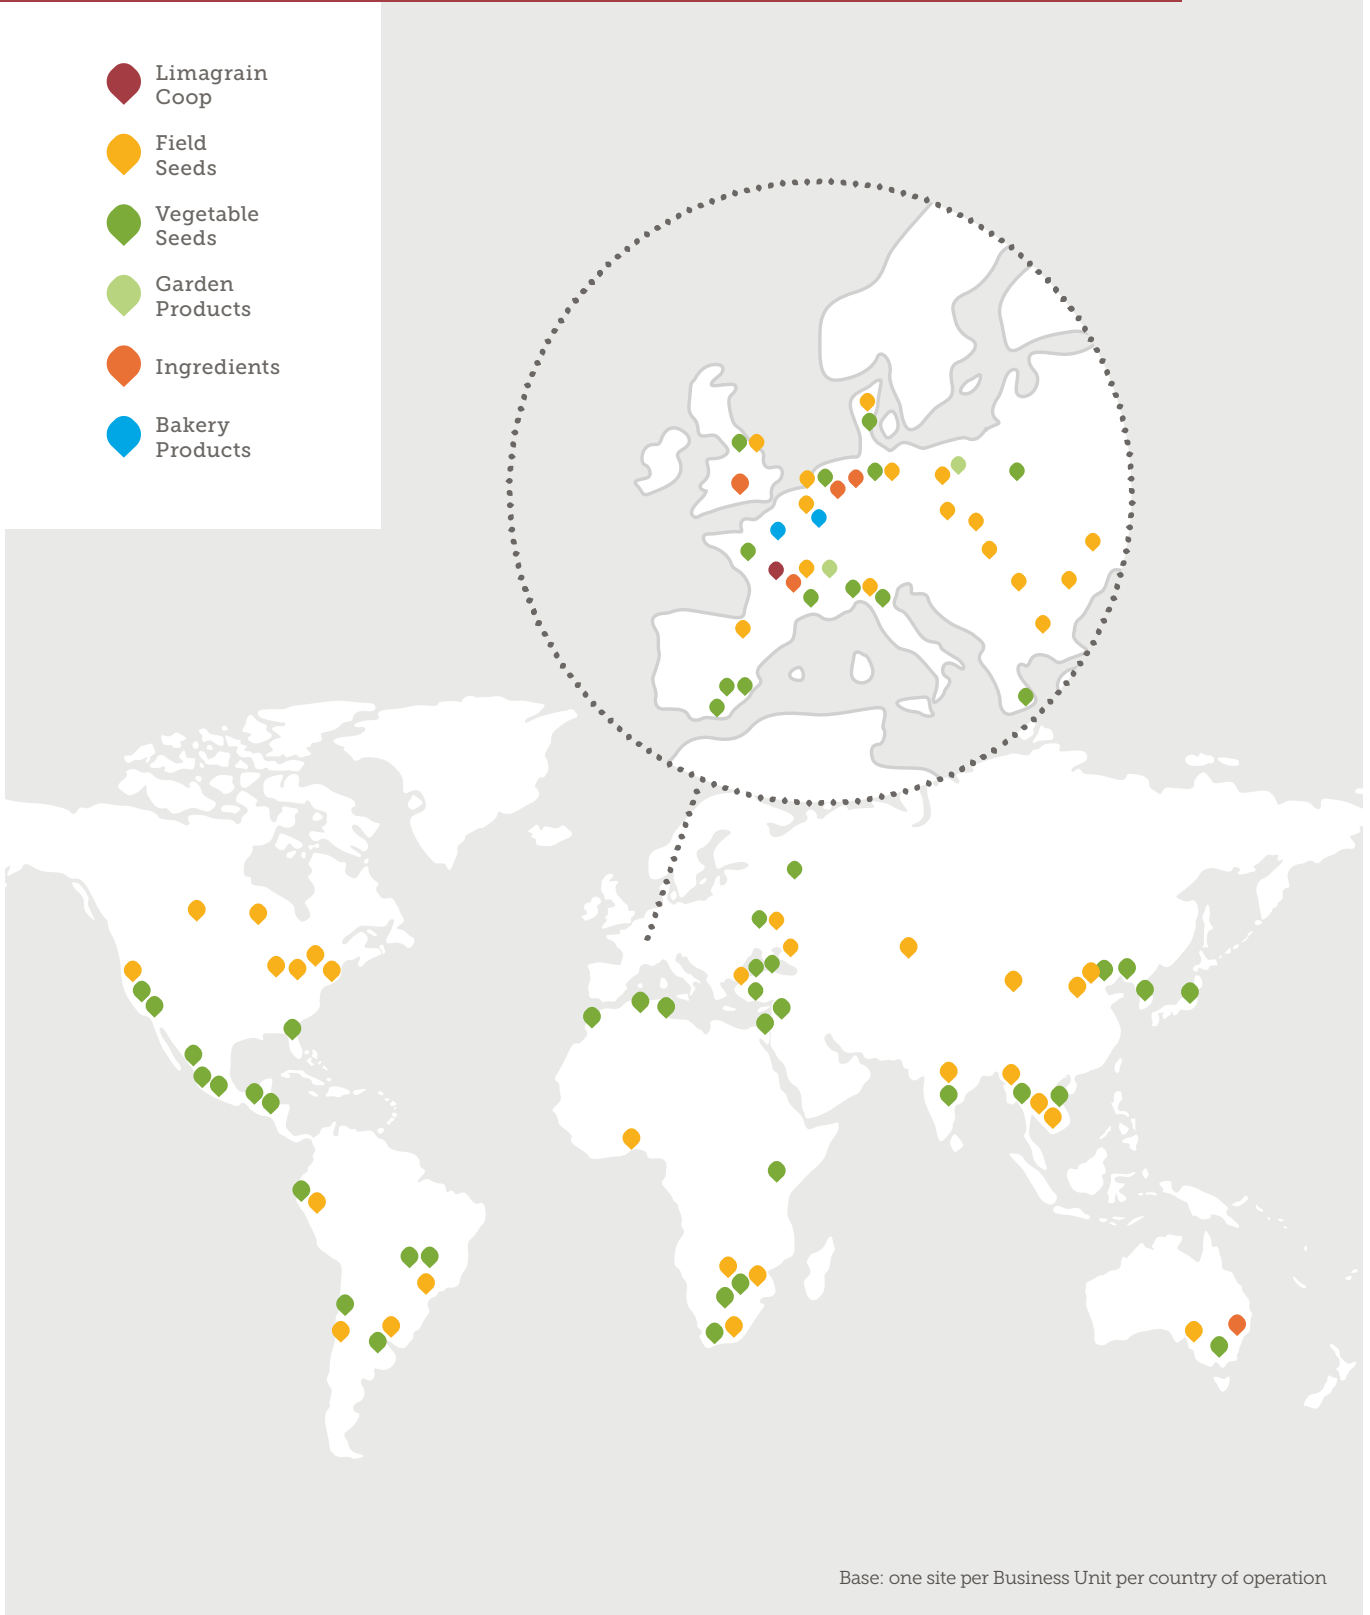 Limagrain
Coop
Field
Seeds
Vegetable
Seeds
Garden
Products
Ingredients
Bakery
Products
Base: one site per Business Unit per country of operation